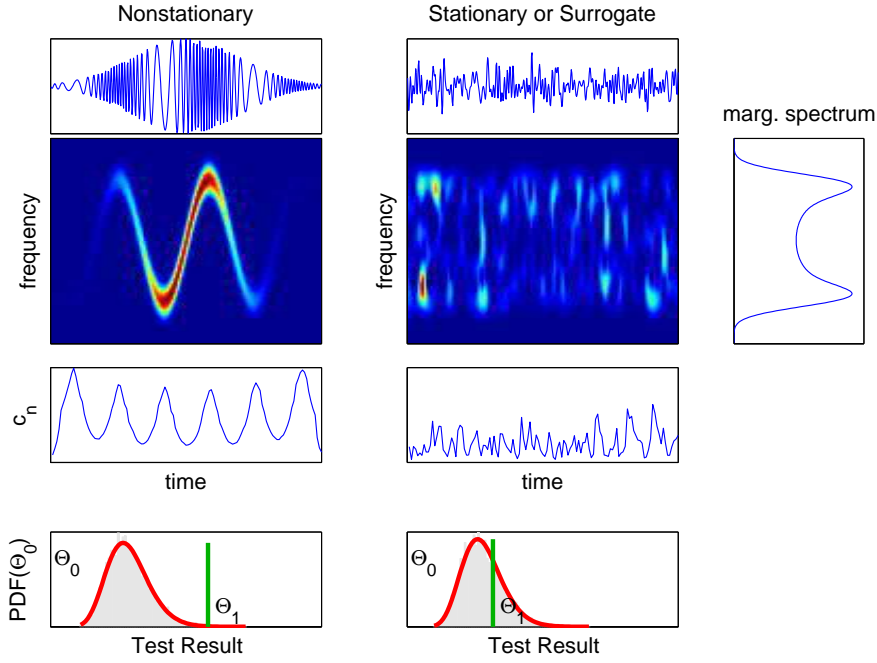 Nonstationary
Stationary or Surrogate
marg. spectrum
frequency
frequency
c_n
time
time
PDF(Θ_0)
Θ_0
Θ_1
Test Result
Θ_0
Θ_1
Test Result